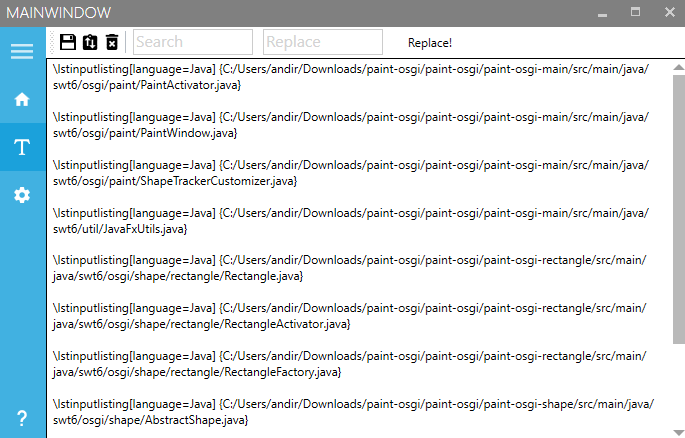 MAINWINDOW
Search
Replace
Replace!
\lstinputlisting[language=Java] {C:/Users/andir/Downloads/paint-osgi/paint-osgi/paint-osgi-main/src/main/java/
swt6/osgi/paint/PaintActivator.java}
\lstinputlisting[language=Java] {C:/Users/andir/Downloads/paint-osgi/paint-osgi/paint-osgi-main/src/main/java/
swt6/osgi/paint/PaintWindow.java}
\lstinputlisting[language=Java] {C:/Users/andir/Downloads/paint-osgi/paint-osgi/paint-osgi-main/src/main/java/
swt6/osgi/paint/ShapeTrackerCustomizer.java}
\lstinputlisting[language=Java] {C:/Users/andir/Downloads/paint-osgi/paint-osgi/paint-osgi-main/src/main/java/
swt6/util/JavaFxUtils.java}
\lstinputlisting[language=Java] {C:/Users/andir/Downloads/paint-osgi/paint-osgi/paint-osgi-rectangle/src/main/
java/swt6/osgi/shape/rectangle/Rectangle.java}
\lstinputlisting[language=Java] {C:/Users/andir/Downloads/paint-osgi/paint-osgi/paint-osgi-rectangle/src/main/
java/swt6/osgi/shape/rectangle/RectangleActivator.java}
\lstinputlisting[language=Java] {C:/Users/andir/Downloads/paint-osgi/paint-osgi/paint-osgi-rectangle/src/main/
java/swt6/osgi/shape/rectangle/RectangleFactory.java}
\lstinputlisting[language=Java] {C:/Users/andir/Downloads/paint-osgi/paint-osgi/paint-osgi-shape/src/main/java/
swt6/osgi/shape/AbstractShape.java}